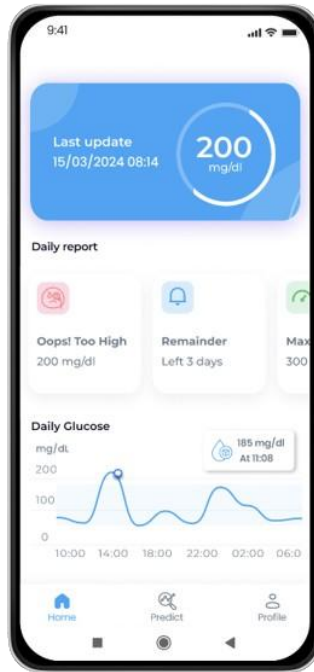 9:41
Last update
15/03/2024 08:14
200
mg/dl
Daily report
Oops! Too High
200 mg/dl
Remainder
Left 3 days
Max
300
Daily Glucose
mg/dL
185 mg/dl
At 11:08
200
100
0
10:00 14:00 18:00 22:00 02:00 06:0
Home
Predict
Profile